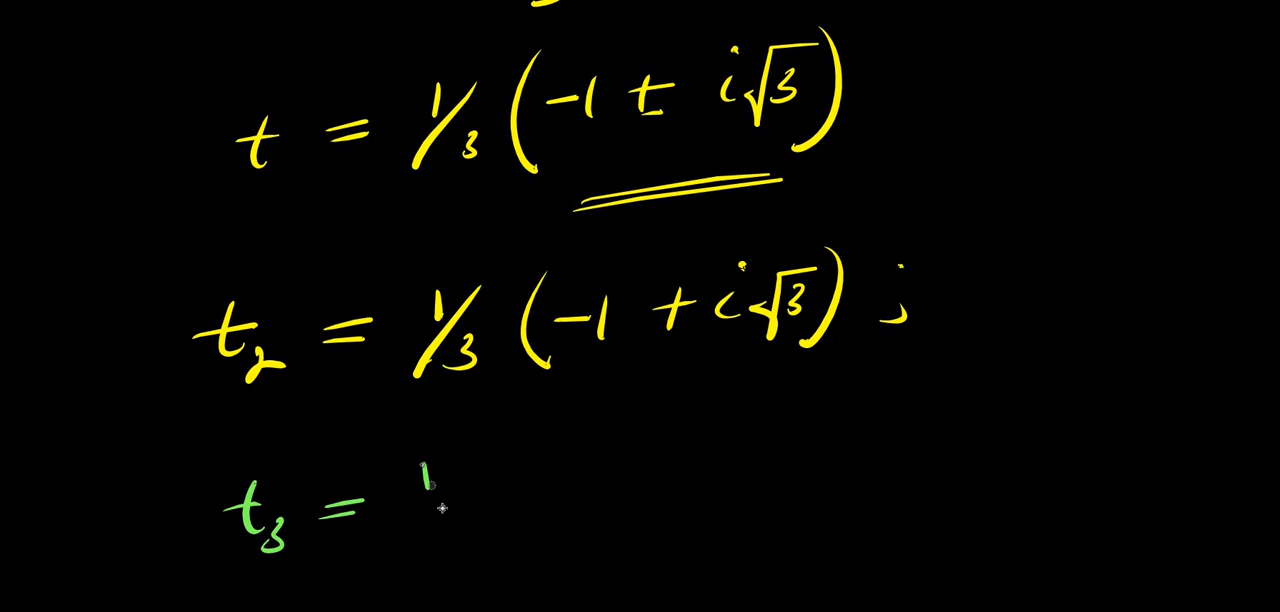 t = 1/3 (-1 ± i√3)
t₂ = 1/3 (-1 + i√3) ;
t₃ = 1